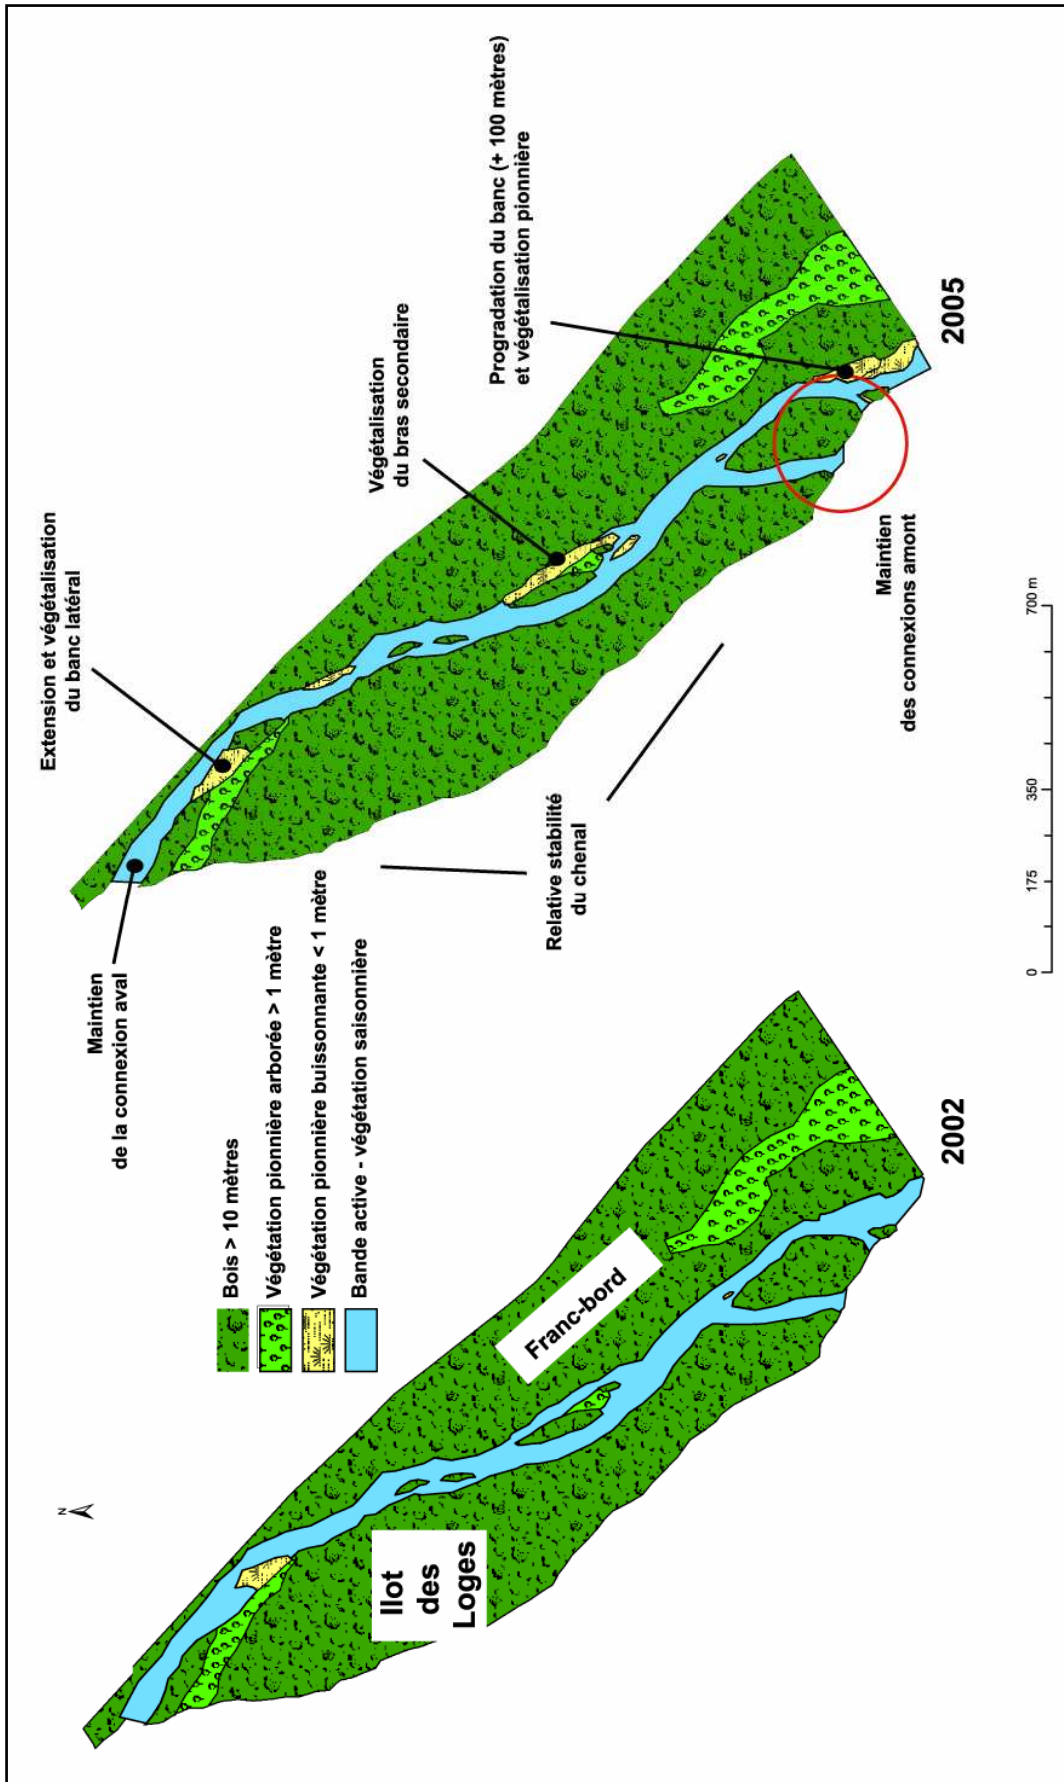 N
Maintien
de la connexion aval
Extension et végétalisation
du banc latéral
Végétalisation
du bras secondaire
Progradation du banc (+ 100 mètres)
et végétalisation pionnière
Bois > 10 mètres
Végétation pionnière arborée > 1 mètre
Végétation pionière buissonnante < 1 mètre
Bande active - végétation saisonnière
Relative stabilité
du chenal
Maintien
des connexions amont
Ilot
des
Loges
Franc-bord
2002
2005
0
175
350
700 m